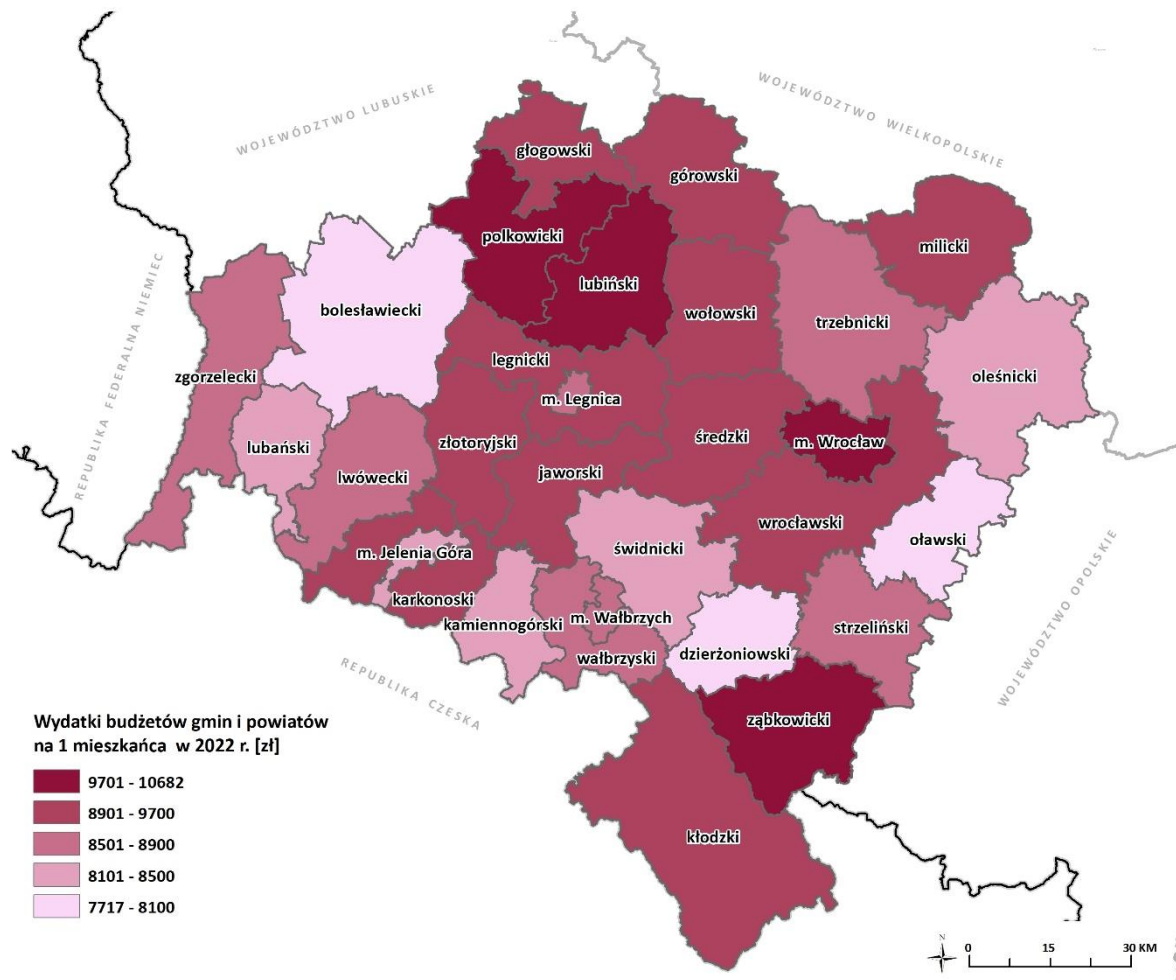 WOJEWÓDZTWO LUBUSKIE
WOJEWÓDZTWO WIELKOPOLSKIE
głogowski
górowski
polkowicki
milicki
lubiński
bolesławiecki
wołowski
trzebnicki
REPUBLIKA FEDERALNA NIEMIEC
legnicki
zgorzelecki
oleśnicki
m. Legnica
średzki
m. Wrocław
złotoryjski
lubański
jaworski
lwówecki
wrocławski
oławski
świdnicki
m. Jelenia Góra
karkonoski
kamiennogórski
m. Wałbrzych
strzeliński
WOJEWÓDZTWO OPOLSKIE
wałbrzyski
dzierżoniowski
REPUBLIKA CZESKA
ząbkowicki
kłodzki
Wydatki budżetów gmin i powiatów
na 1 mieszkańca w 2022 r. [zł]
9701 - 10682
8901 - 9700
8501 - 8900
8101 - 8500
7717 - 8100
N
0 15 30 KM